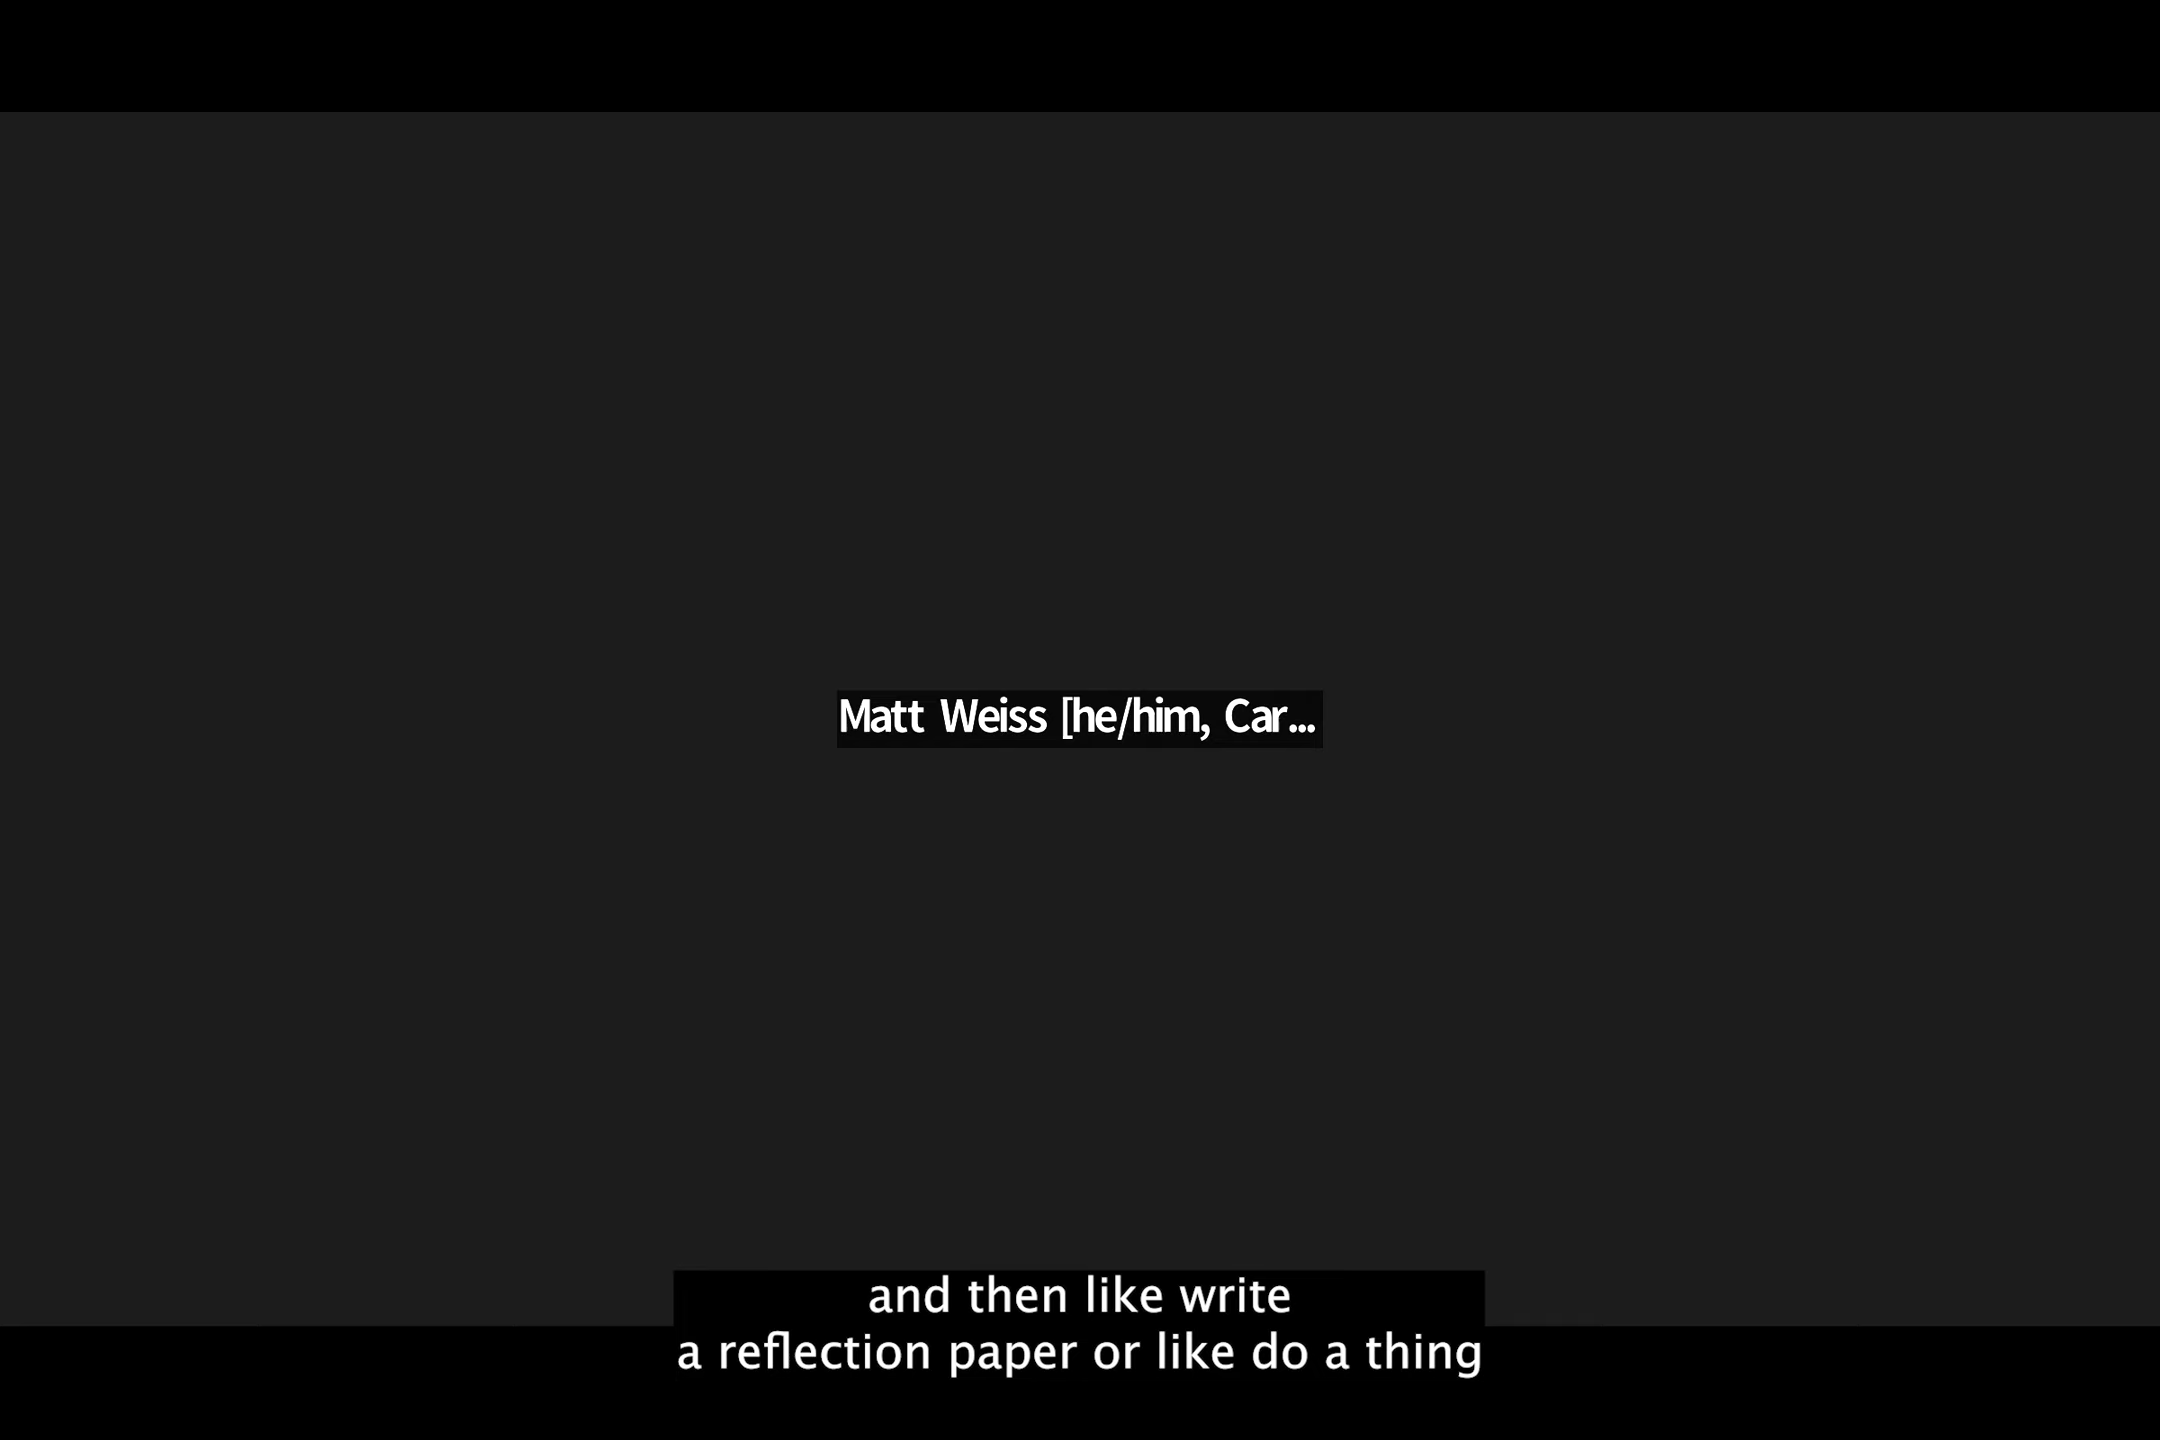 Matt Weiss [he/him, Car...
and then like write
a reflection paper or like do a thing